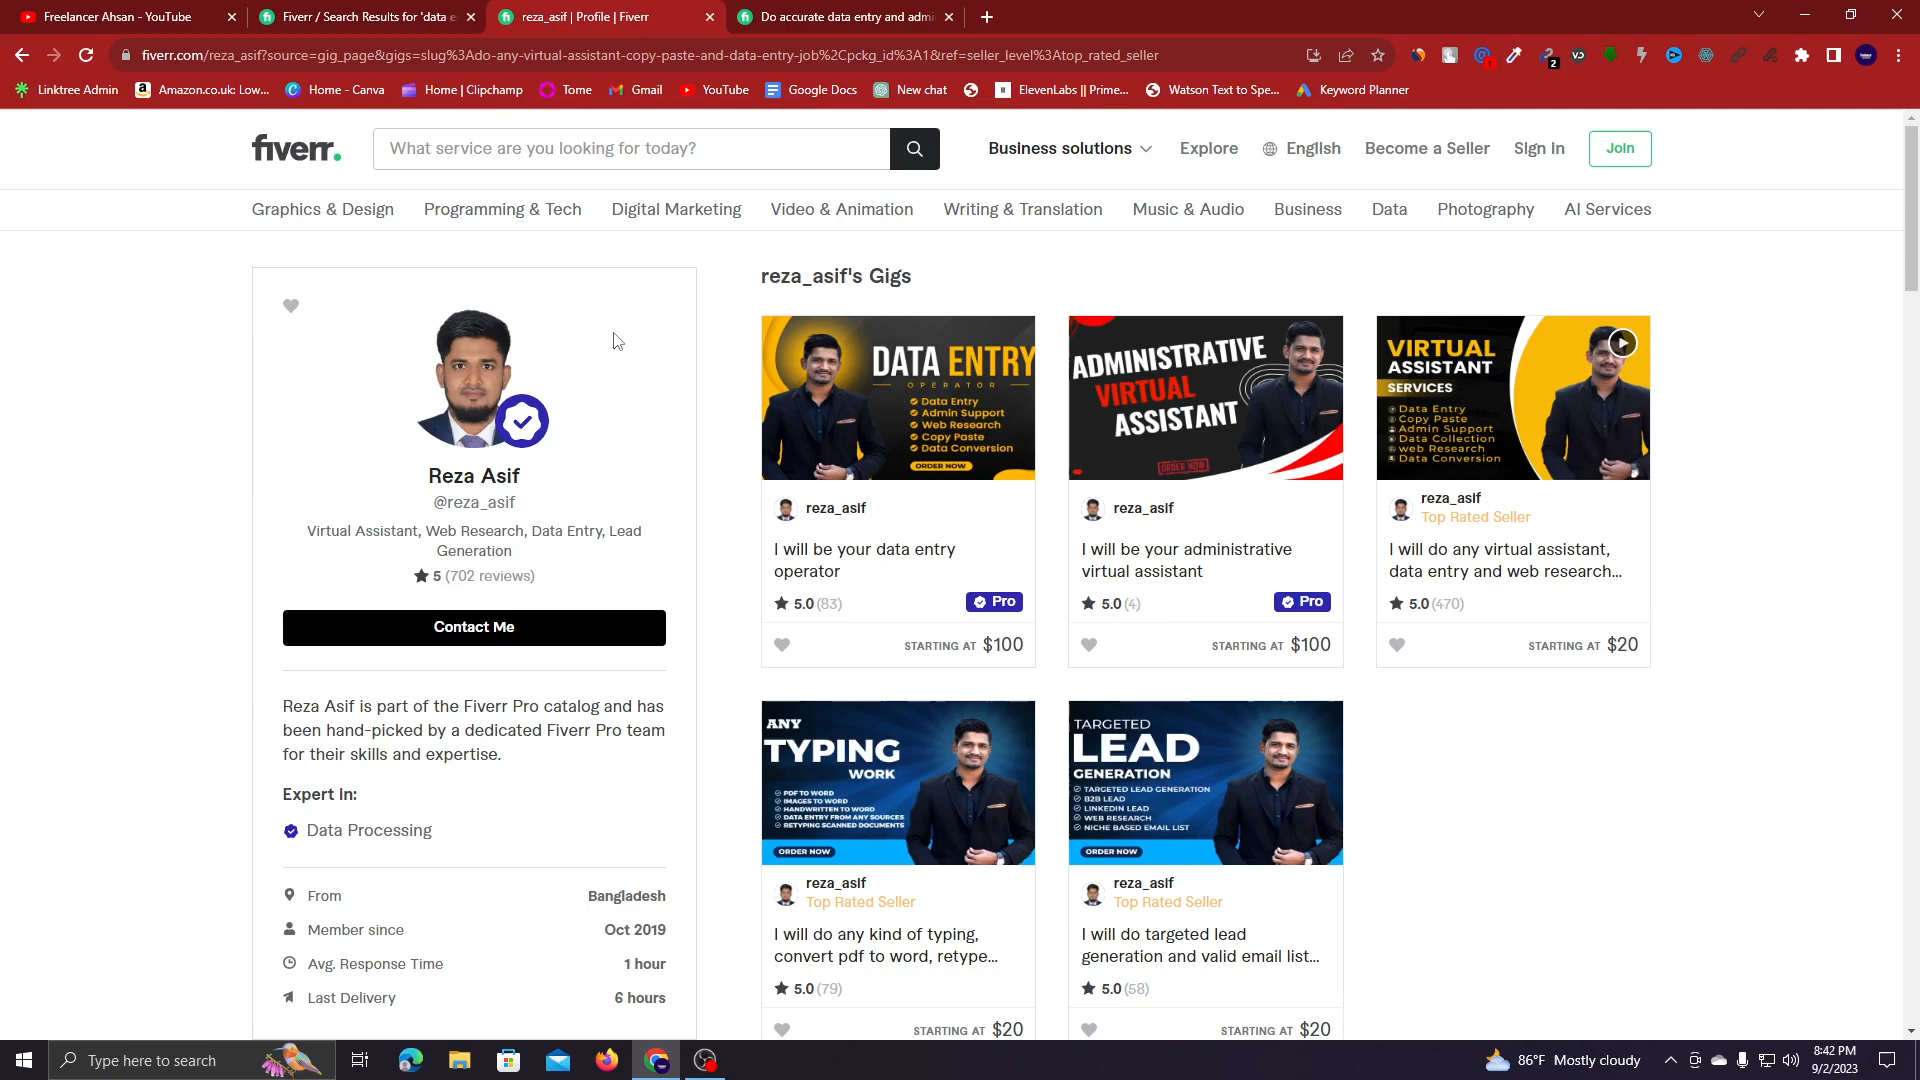 Freelancer Ahsan - YouTube
Fiverr / Search Results for 'data e
reza_asif | Profile | Fiverr
Do accurate data entry and admi
fiverr.com/reza_asif?source=gig_page&gigs=slug%3Ado-any-virtual-assistant-copy-paste-and-data-entry-job%2Cpckg_id%3A1&ref=seller_level%3Atop_rated_seller
Linktree Admin
Amazon.co.uk: Low...
Home - Canva
Home | Clipchamp
Tome
Gmail
YouTube
Google Docs
New chat
ElevenLabs || Prime...
Watson Text to Spe...
Keyword Planner
fiverr.
What service are you looking for today?
Business solutions
Explore
English
Become a Seller
Sign in
Join
Graphics & Design
Programming & Tech
Digital Marketing
Video & Animation
Writing & Translation
Music & Audio
Business
Data
Photography
AI Services
Reza Asif
@reza_asif
Virtual Assistant, Web Research, Data Entry, Lead
Generation
5 (702 reviews)
Contact Me
Reza Asif is part of the Fiverr Pro catalog and has
been hand-picked by a dedicated Fiverr Pro team
for their skills and expertise.
Expert in:
Data Processing
From Bangladesh
Member since Oct 2019
Avg. Response Time 1 hour
Last Delivery 6 hours
reza_asif's Gigs
DATA ENTRY
OPERATOR
Data Entry
Admin Support
Web Research
Copy Paste
Data Conversion
ORDER NOW
reza_asif
I will be your data entry
operator
5.0 (83)
Pro
STARTING AT $100
ADMINISTRATIVE
VIRTUAL
ASSISTANT
ORDER NOW
reza_asif
I will be your administrative
virtual assistant
5.0 (4)
Pro
STARTING AT $100
VIRTUAL
ASSISTANT
SERVICES
Data Entry
Copy Paste
Admin Support
Data Collection
web Research
Data Conversion
reza_asif
Top Rated Seller
I will do any virtual assistant,
data entry and web research...
5.0 (470)
STARTING AT $20
ANY
TYPING
WORK
PDF TO WORD
IMAGES TO WORD
HANDWRITTEN TO WORD
DATA ENTRY FROM ANY SOURCES
RETYPING SCANNED DOCUMENTS
ORDER NOW
reza_asif
Top Rated Seller
I will do any kind of typing,
convert pdf to word, retype...
5.0 (79)
STARTING AT $20
TARGETED
LEAD
GENERATION
TARGETED LEAD GENERATION
B2B LEAD
LINKEDIN LEAD
WEB RESEARCH
NICHE BASED EMAIL LIST
ORDER NOW
reza_asif
Top Rated Seller
I will do targeted lead
generation and valid email list...
5.0 (58)
STARTING AT $20
Type here to search
86°F Mostly cloudy
8:42 PM
9/2/2023